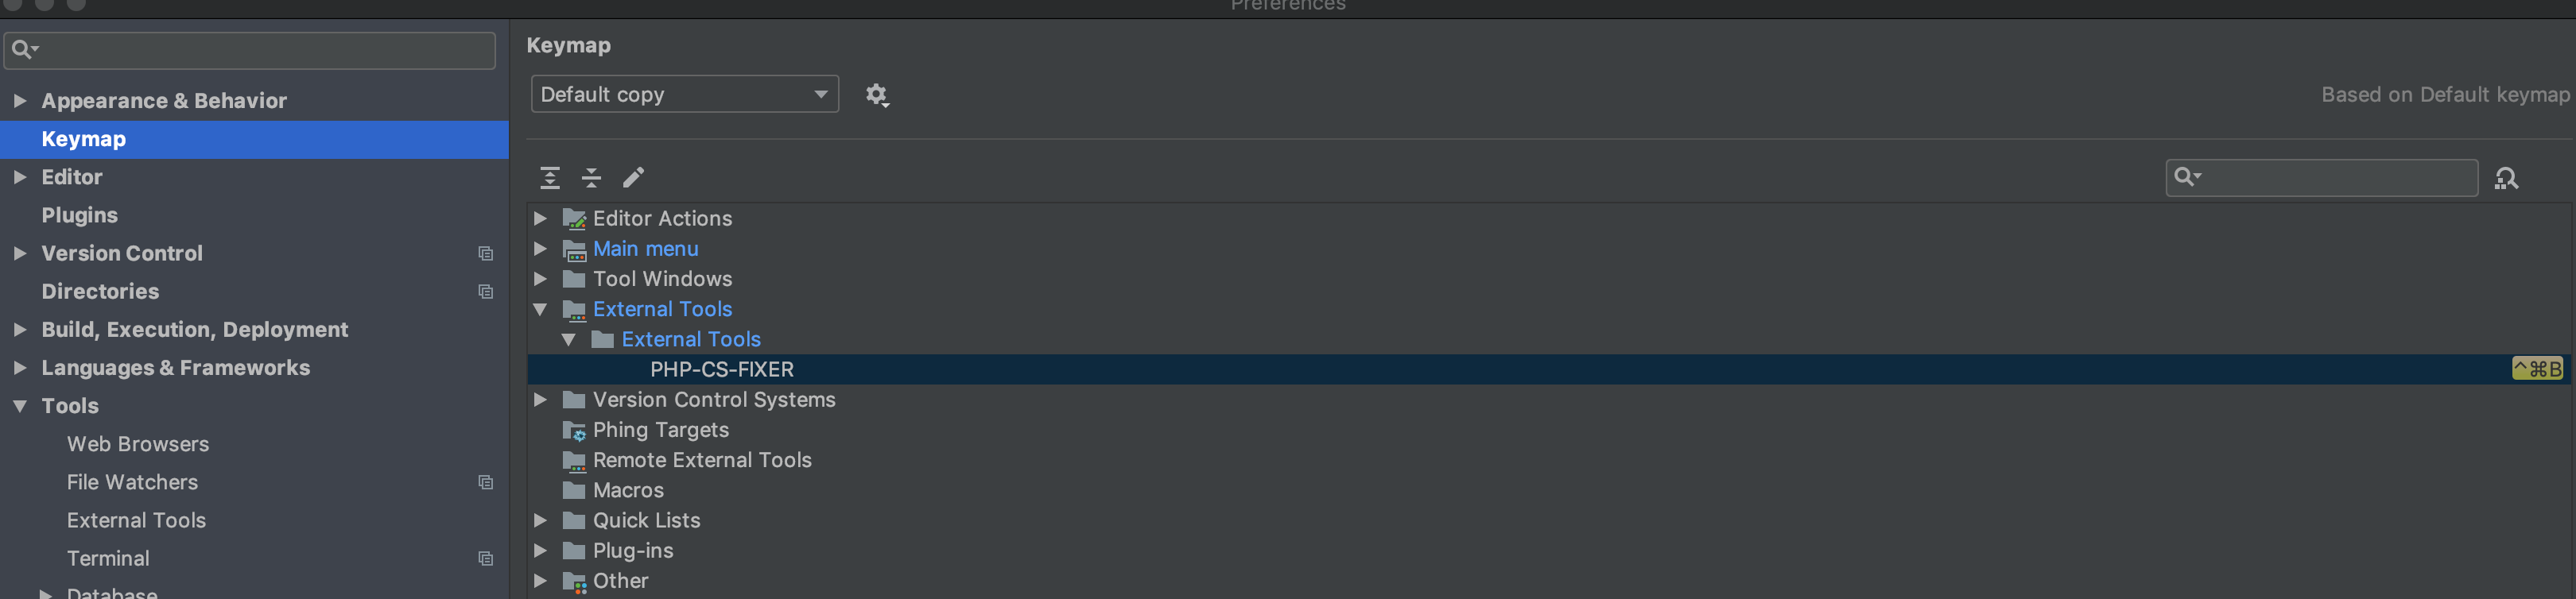 Preferences
Appearance & Behavior
Keymap
Editor
Plugins
Version Control
Directories
Build, Execution, Deployment
Languages & Frameworks
Tools
Web Browsers
File Watchers
External Tools
Terminal
Database
Keymap
Default copy
Based on Default keymap
Editor Actions
Main menu
Tool Windows
External Tools
External Tools
PHP-CS-FIXER ^⌘B
Version Control Systems
Phing Targets
Remote External Tools
Macros
Quick Lists
Plug-ins
Other